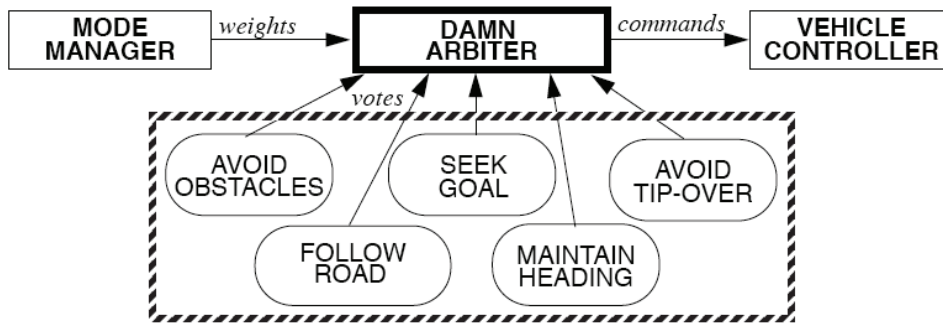 MODE
MANAGER
weights
DAMN
ARBITER
commands
VEHICLE
CONTROLLER
votes
AVOID
OBSTACLES
SEEK
GOAL
AVOID
TIP-OVER
FOLLOW
ROAD
MAINTAIN
HEADING